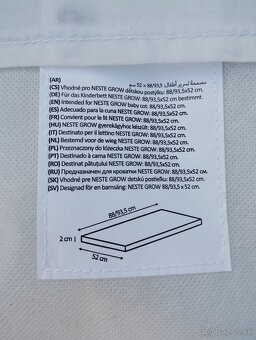 (AR) مصممة لسرير أطفال 88/93,5 × 52 سم
(CS) Vhodné pro NESTE GROW dětskou postýlku: 88/93,5x52 cm.
(DE) Für das Kinderbett NESTE GROW: 88/93,5x52 cm bestimmt.
(EN) Intended for NESTE GROW baby cot: 88/93,5x52 cm.
(ES) Adecuado para la cuna NESTE GROW: 88/93,5x52 cm.
(FR) Convient pour le lit NESTE GROW: 88/93,5x52 cm.
(HU) NESTE GROW gyerekágyhoz készült: 88/93,5x52 cm.
(IT) Destinato per il lettino NESTE GROW: 88/93,5x52 cm.
(NL) Bestemd voor de wieg NESTE GROW: 88/93,5x52 cm.
(PL) Przeznaczony do łóżeczka NESTE GROW: 88/93,5x52 cm.
(PT) Destinado à cama NESTE GROW: 88/93,5x52 cm.
(RO) Destinat pătuțului NESTE GROW: 88/93,5x52 cm.
(RU) Предназначен для кроватки NESTE GROW: 88/93,5x52 cm.
(SK) Vhodné pre NESTE GROW detskú postieľku: 88/93,5x52 cm.
(SV) Designad för en barnsäng: NESTE GROW: 88/93,5 x 52 cm.
88/93,5 cm
2 cm
52 cm